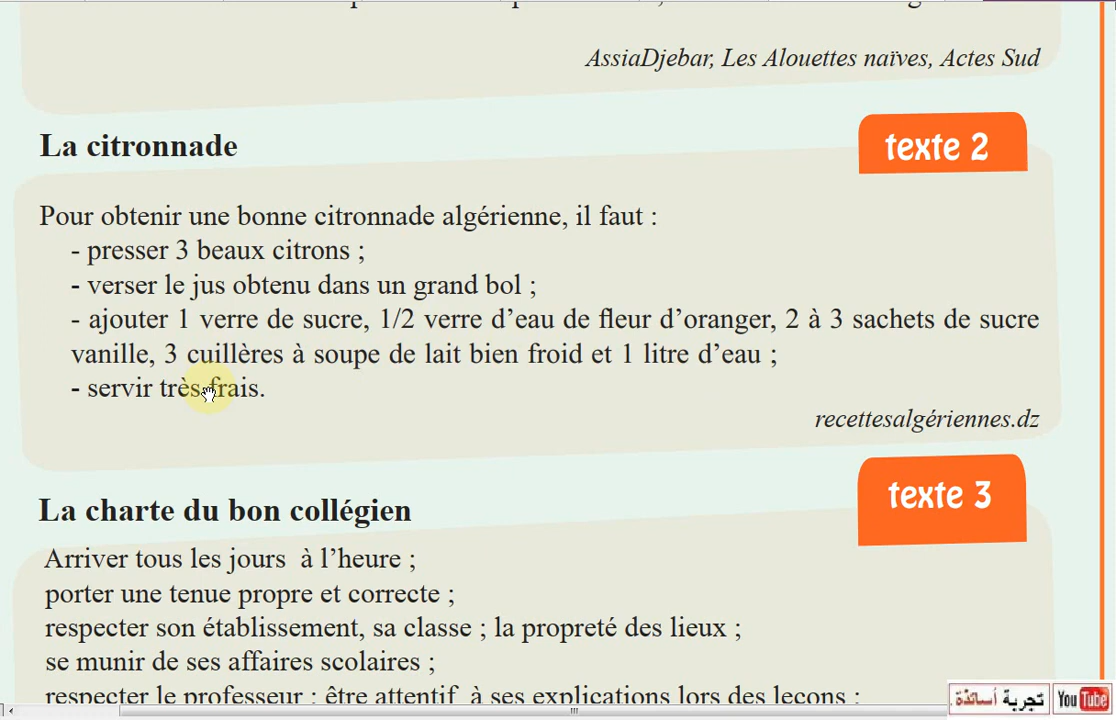 AssiaDjebar, Les Alouettes naïves, Actes Sud
La citronnade
texte 2
Pour obtenir une bonne citronnade algérienne, il faut :
- presser 3 beaux citrons ;
- verser le jus obtenu dans un grand bol ;
- ajouter 1 verre de sucre, 1/2 verre d’eau de fleur d’oranger, 2 à 3 sachets de sucre
vanille, 3 cuillères à soupe de lait bien froid et 1 litre d’eau ;
- servir très frais.
recettesalgériennes.dz
La charte du bon collégien
texte 3
Arriver tous les jours à l’heure ;
porter une tenue propre et correcte ;
respecter son établissement, sa classe ; la propreté des lieux ;
se munir de ses affaires scolaires ;
respecter le professeur ; être attentif à ses explications lors des leçons ;
تجربة أساتذة
YouTube